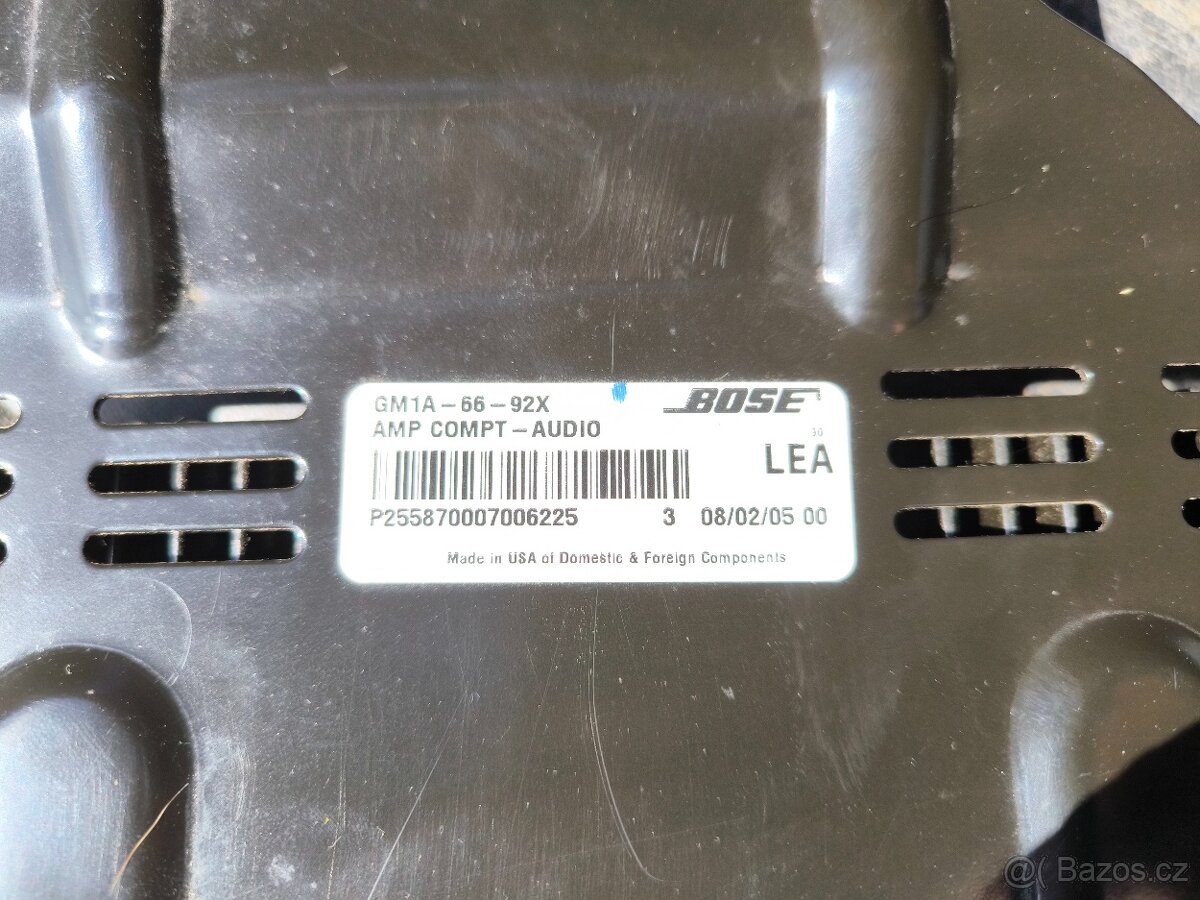 GM1A-66-92X BOSE
AMP COMPT-AUDIO 30
LEA
P255870007006225 3 08/02/05 00
Made in USA of Domestic & Foreign Components
@( Bazos.cz